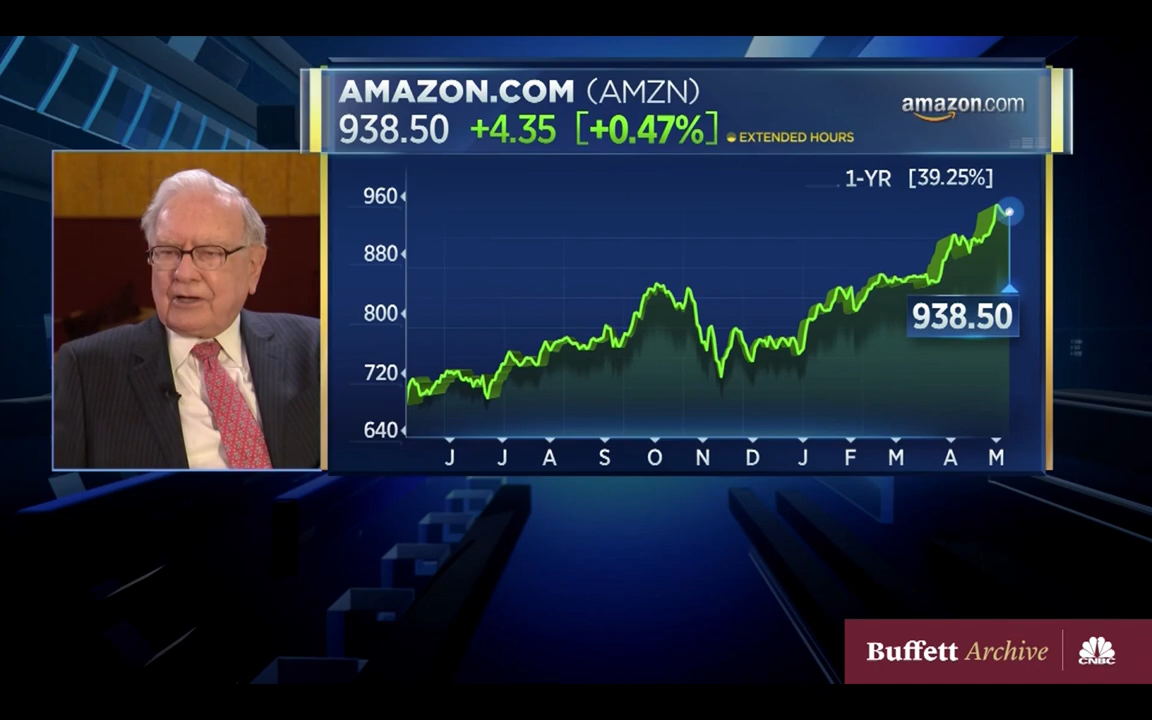 AMAZON.COM (AMZN)
938.50 +4.35 [+0.47%] EXTENDED HOURS
amazon.com
1-YR [39.25%]
960
880
800
720
640
938.50
J J A S O N D J F M A M
Buffett Archive
CNBC